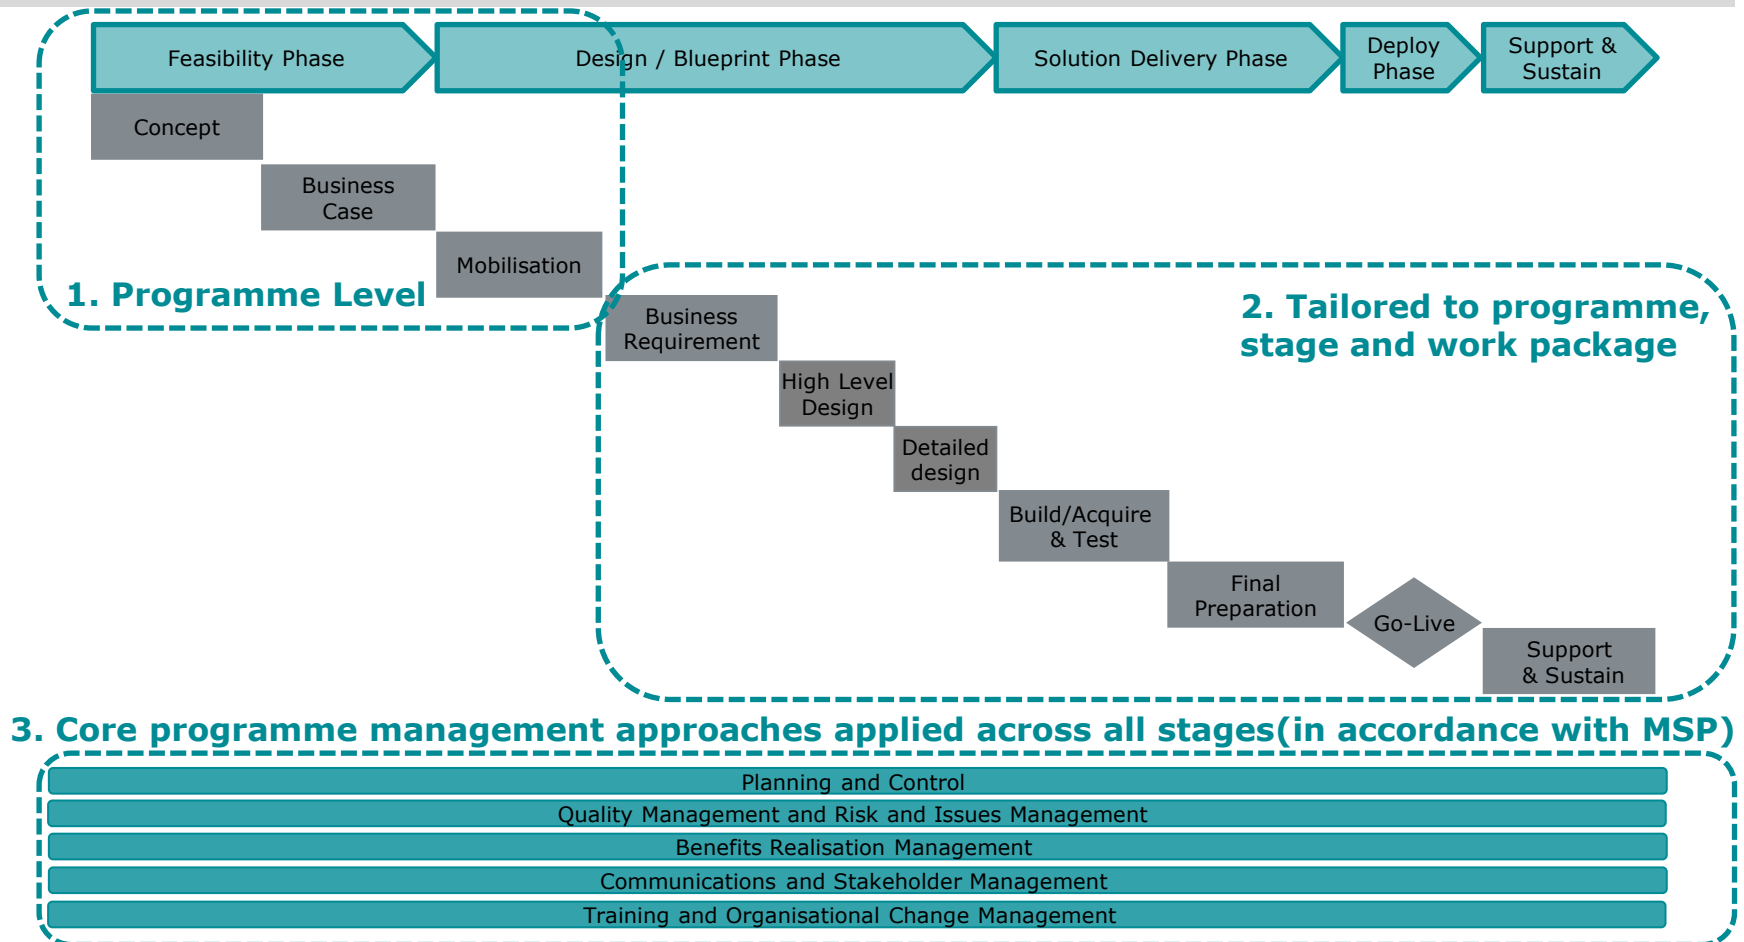 Feasibility Phase
Design / Blueprint Phase
Solution Delivery Phase
Deploy
Phase
Support &
Sustain
Concept
Business
Case
Mobilisation
1. Programme Level
Business
Requirement
2. Tailored to programme,
stage and work package
High Level
Design
Detailed
design
Build/Acquire
& Test
Final
Preparation
Go-Live
Support
& Sustain
3. Core programme management approaches applied across all stages(in accordance with MSP)
Planning and Control
Quality Management and Risk and Issues Management
Benefits Realisation Management
Communications and Stakeholder Management
Training and Organisational Change Management